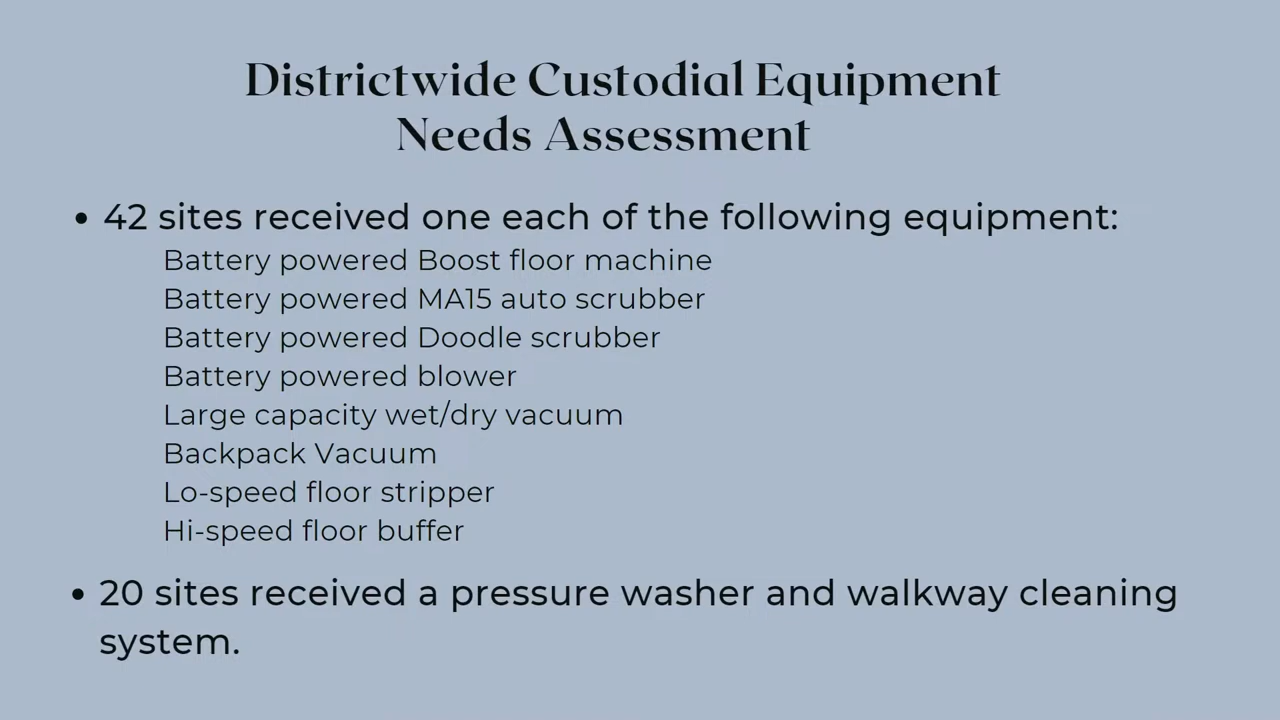 Districtwide Custodial Equipment
Needs Assessment
• 42 sites received one each of the following equipment:
Battery powered Boost floor machine
Battery powered MA15 auto scrubber
Battery powered Doodle scrubber
Battery powered blower
Large capacity wet/dry vacuum
Backpack Vacuum
Lo-speed floor stripper
Hi-speed floor buffer
• 20 sites received a pressure washer and walkway cleaning
system.